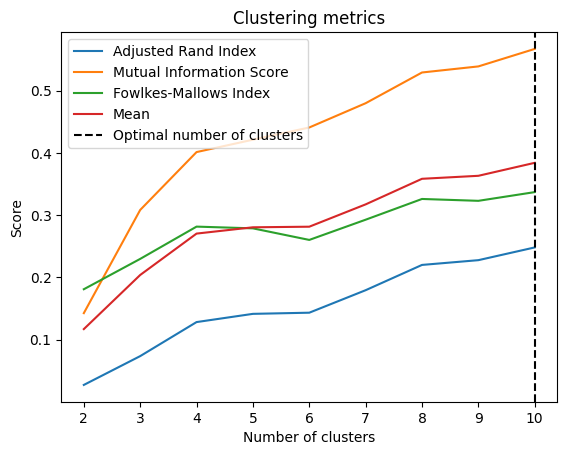 Clustering metrics
Adjusted Rand Index
Mutual Information Score
Fowlkes-Mallows Index
Mean
Optimal number of clusters
Score
0.5
0.4
0.3
0.2
0.1
2 3 4 5 6 7 8 9 10
Number of clusters